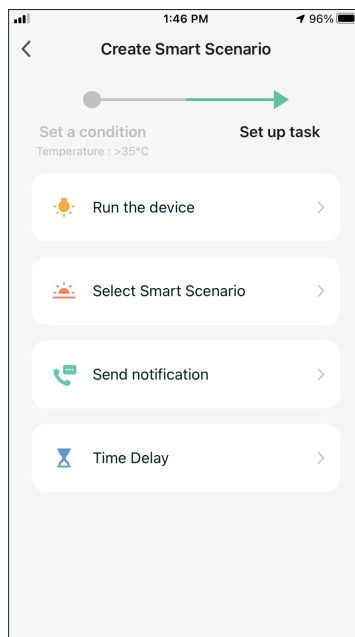 1:46 PM
96%
Create Smart Scenario
Set a condition
Set up task
Temperature : >35°C
Run the device
Select Smart Scenario
Send notification
Time Delay